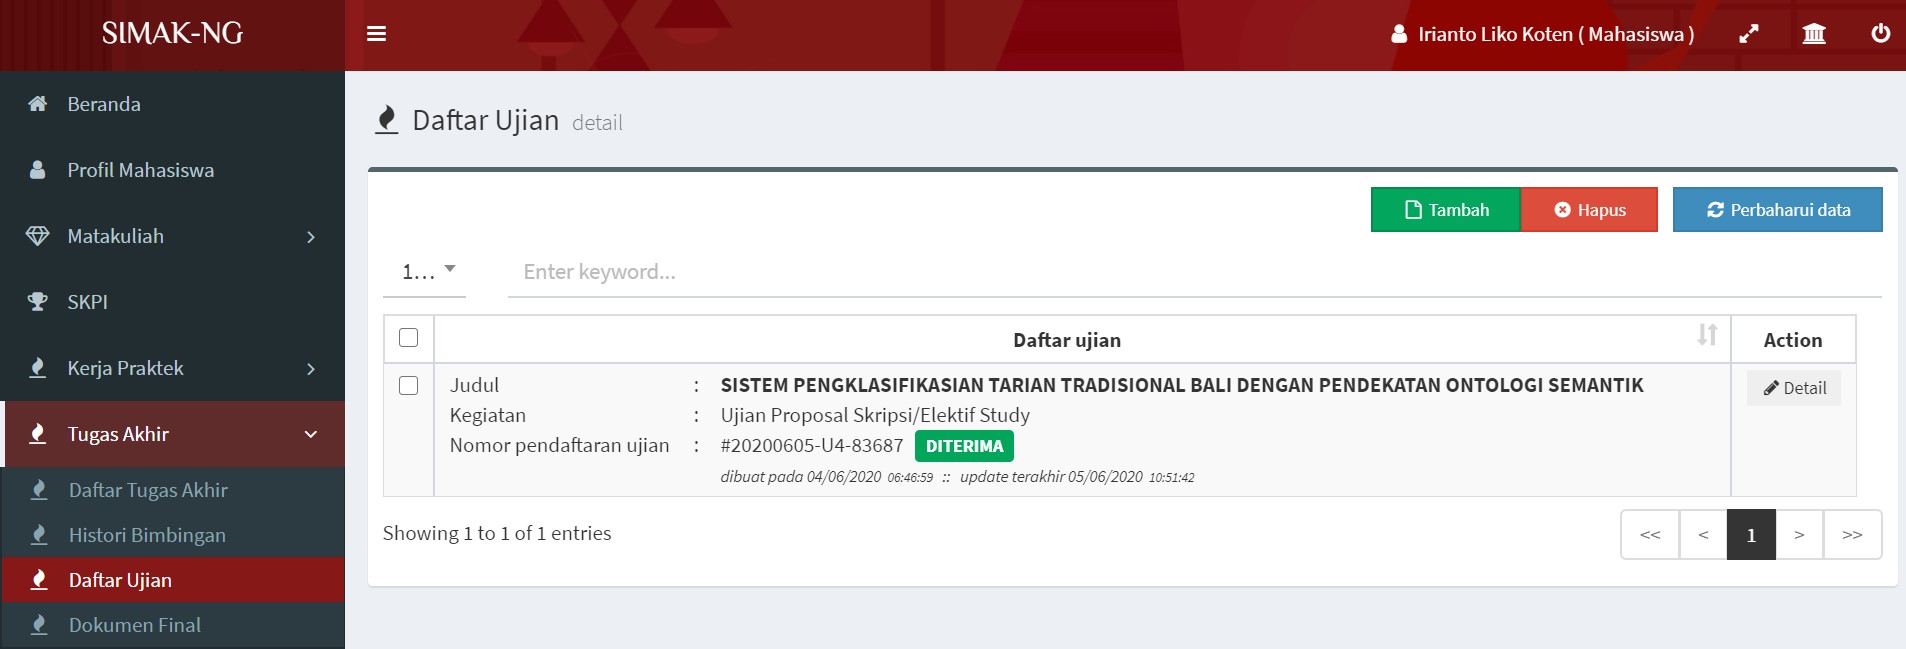 SIMAK-NG
Irianto Liko Koten ( Mahasiswa )
Beranda
Profil Mahasiswa
Matakuliah
SKPI
Kerja Praktek
Tugas Akhir
Daftar Tugas Akhir
Histori Bimbingan
Daftar Ujian
Dokumen Final
Daftar Ujian detail
Tambah Hapus Perbaharui data
1... Enter keyword...
Daftar ujian Action
Judul : SISTEM PENGKLASIFIKASIAN TARIAN TRADISIONAL BALI DENGAN PENDEKATAN ONTOLOGI SEMANTIK Detail
Kegiatan : Ujian Proposal Skripsi/Elektif Study
Nomor pendaftaran ujian : #20200605-U4-83687 DITERIMA
dibuat pada 04/06/2020 06:46:59 :: update terakhir 05/06/2020 10:51:42
Showing 1 to 1 of 1 entries << < 1 > >>